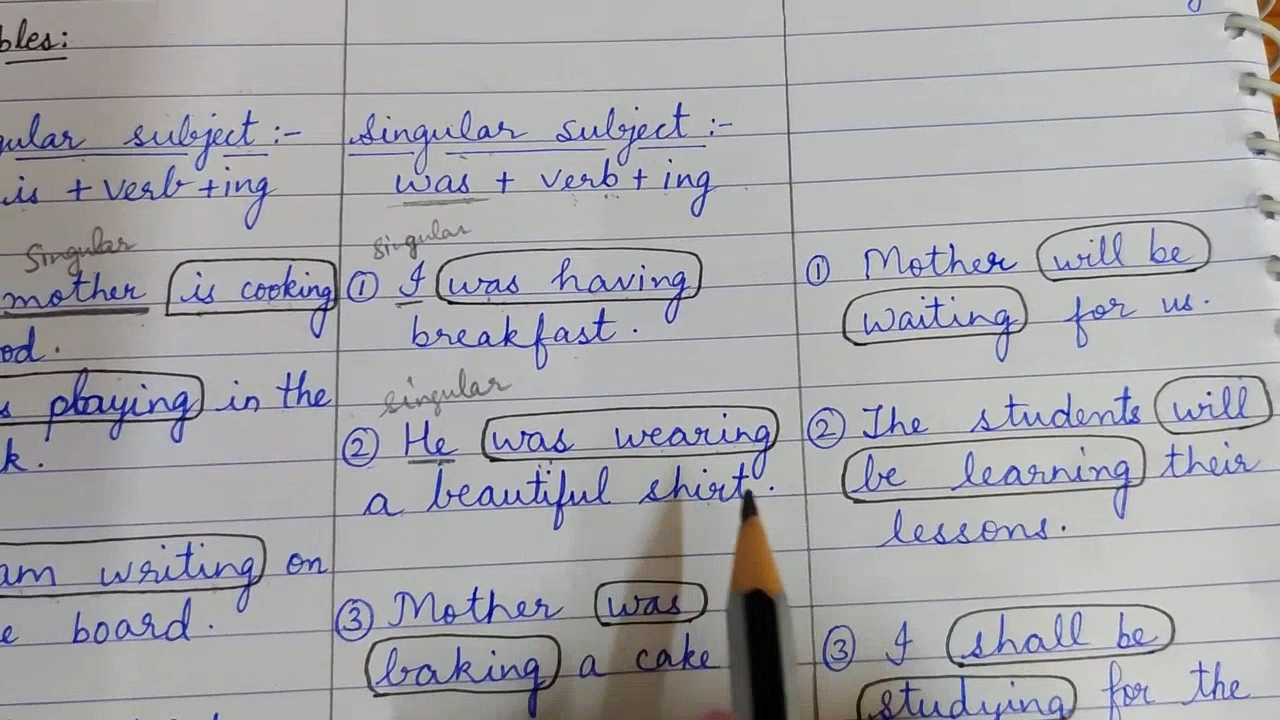 bles:
gular subject :-
is + verb + ing
Singular
mother is cooking
od.
s playing in the
k.
am writing on
e board.
singular subject :-
was + verb + ing
singular
① I was having
breakfast.
singular
② He was wearing
a beautiful shirt.
③ Mother was
baking a cake
① Mother will be
waiting for us.
② The students will
be learning their
lessons.
③ I shall be
studying for the